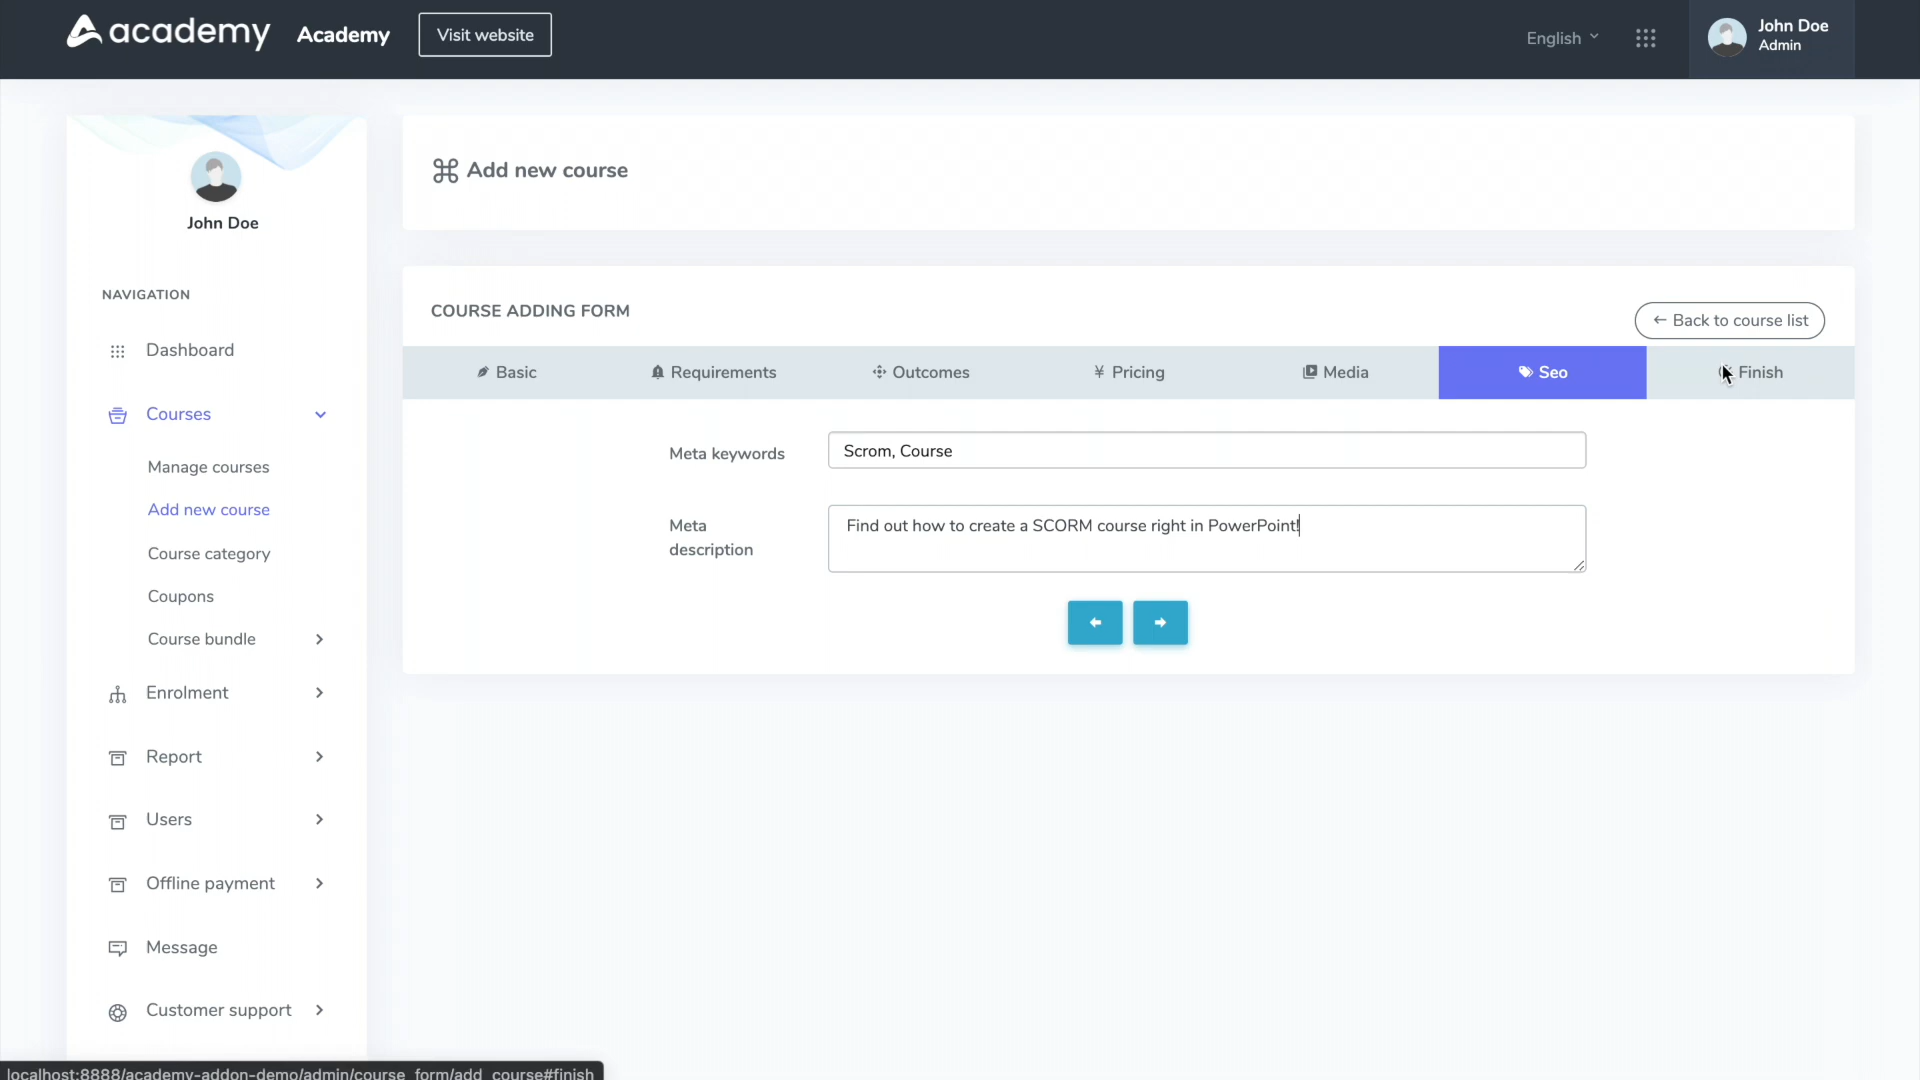 academy Academy Visit website English John Doe
Admin
John Doe
NAVIGATION
Dashboard
Courses
Manage courses
Add new course
Course category
Coupons
Course bundle
Enrolment
Report
Users
Offline payment
Message
Customer support
Add new course
COURSE ADDING FORM
← Back to course list
Basic Requirements Outcomes ¥ Pricing Media Seo Finish
Meta keywords Scrom, Course
Meta
description
Find out how to create a SCORM course right in PowerPoint!
localhost:8888/academy-addon-demo/admin/course_form/add_course#finish